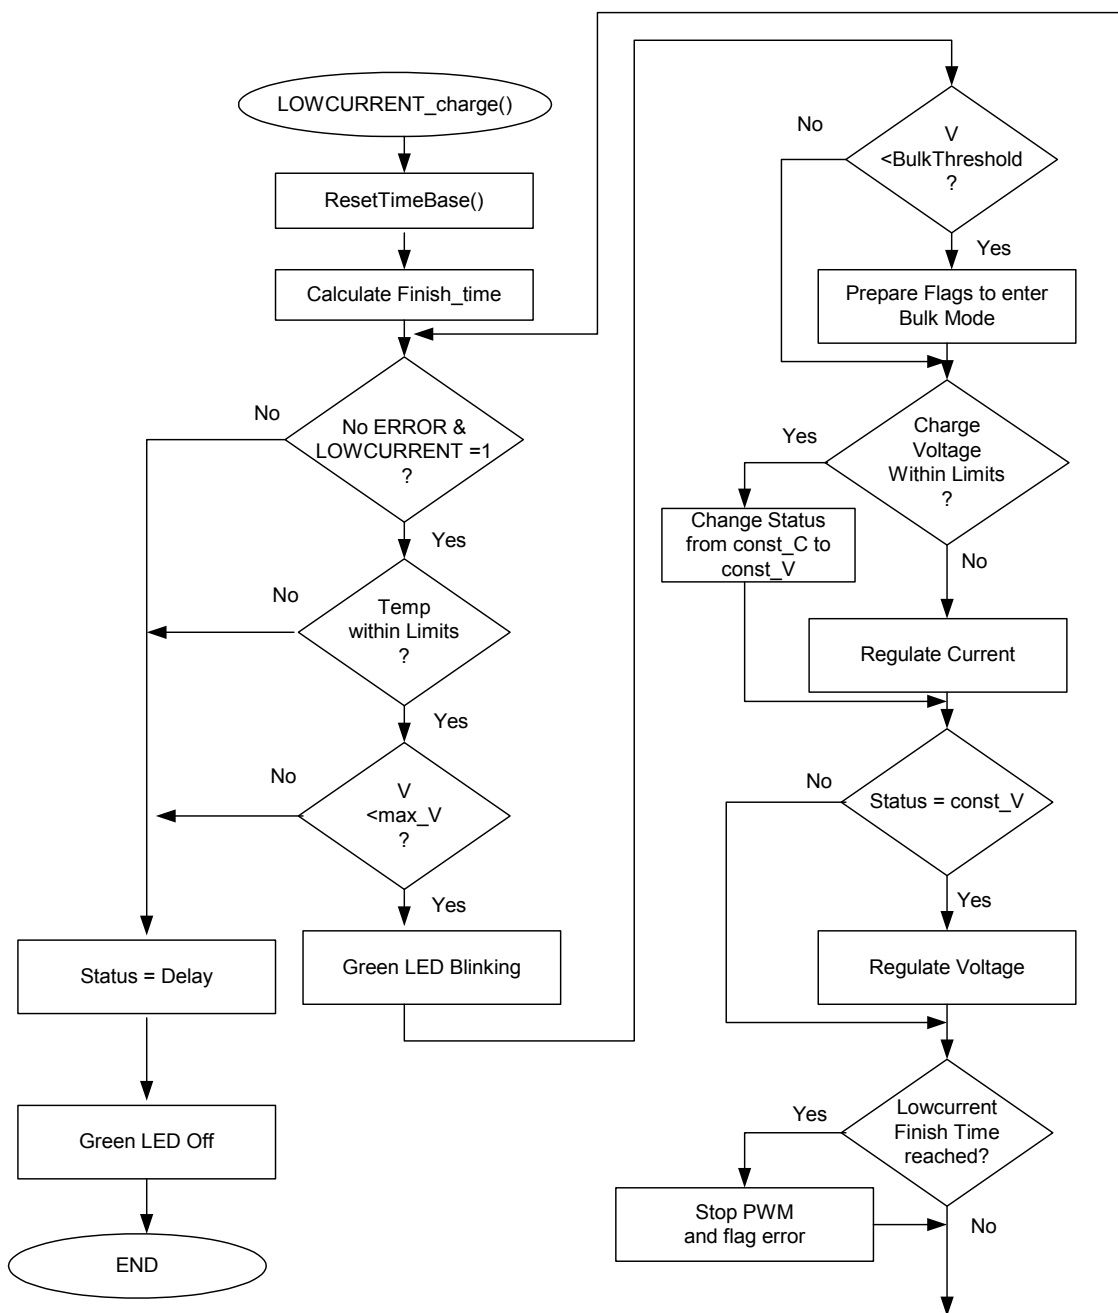 LOWCURRENT_charge()
ResetTimeBase()
Calculate Finish_time
No
No ERROR &
LOWCURRENT =1
?
Yes
No
Temp
within Limits
?
Yes
No
V
<max_V
?
Yes
Status = Delay
Green LED Blinking
Green LED Off
END
No
V
<BulkThreshold
?
Yes
Prepare Flags to enter
Bulk Mode
Yes
Charge
Voltage
Within Limits
?
Change Status
from const_C to
const_V
No
Regulate Current
No
Status = const_V
Yes
Regulate Voltage
Yes
Lowcurrent
Finish Time
reached?
Stop PWM
and flag error
No